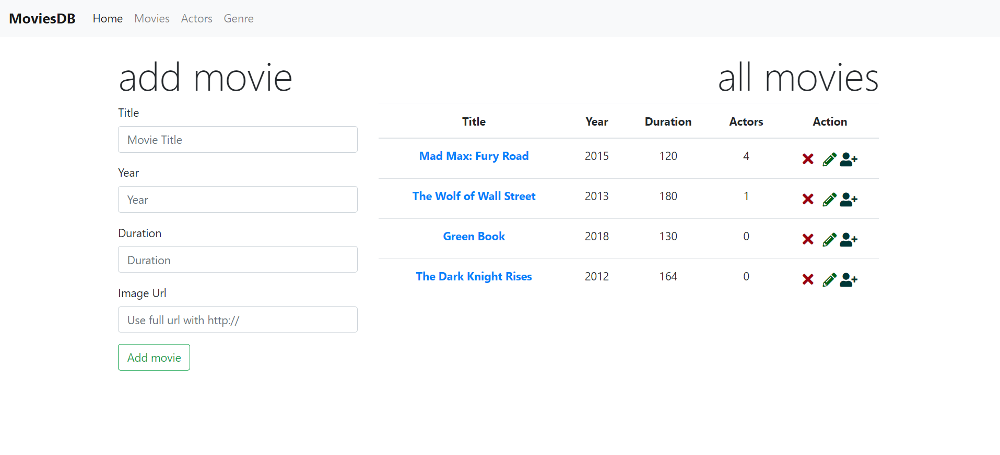 MoviesDB Home Movies Actors Genre
add movie
Title
Movie Title
Year
Year
Duration
Duration
Image Url
Use full url with http://
Add movie
all movies
Title Year Duration Actors Action
Mad Max: Fury Road 2015 120 4
The Wolf of Wall Street 2013 180 1
Green Book 2018 130 0
The Dark Knight Rises 2012 164 0